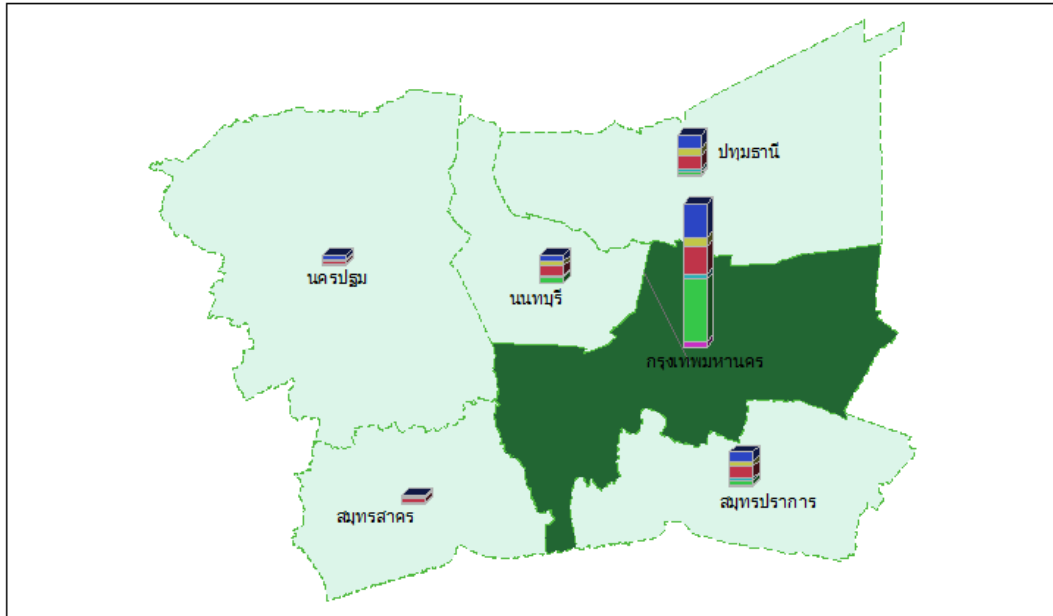 ปทุมธานี
นครปฐม
นนทบุรี
กรุงเทพมหานคร
สมุทรปราการ
สมุทรสาคร